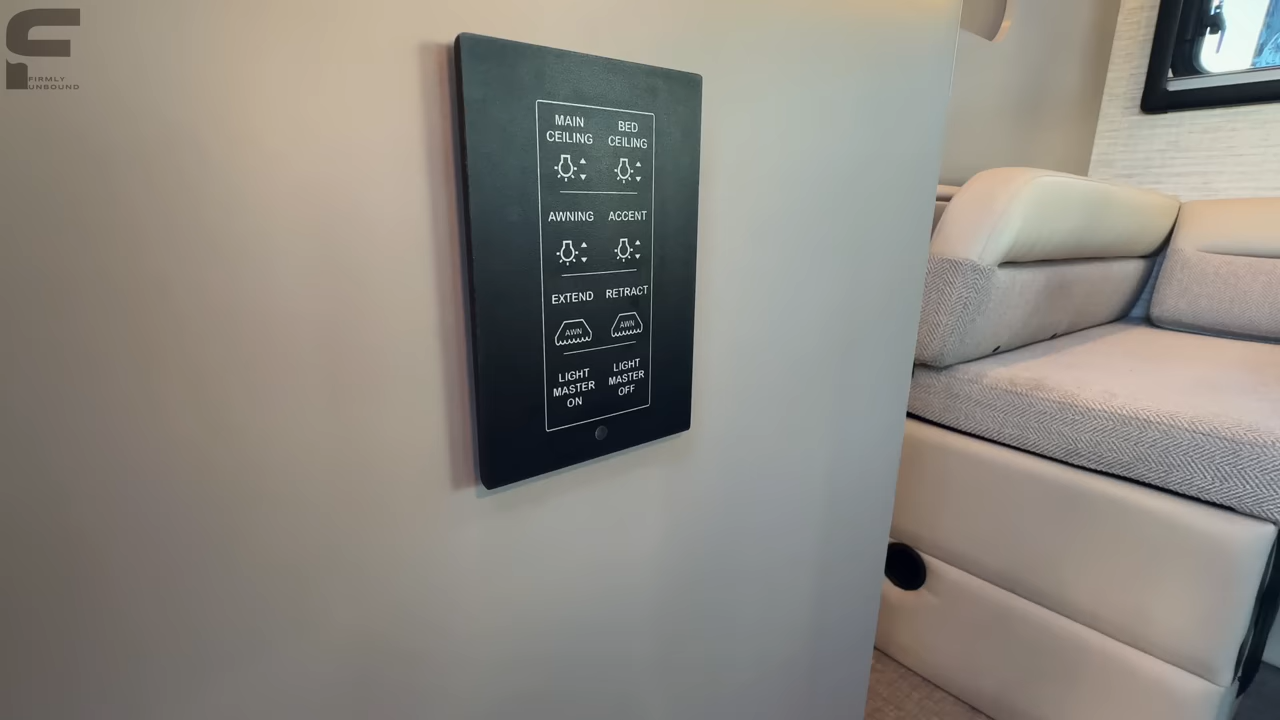 FIRMLY
UNBOUND
MAIN
CEILING
BED
CEILING
AWNING
ACCENT
EXTEND
RETRACT
AWN
AWN
LIGHT
MASTER
ON
LIGHT
MASTER
OFF